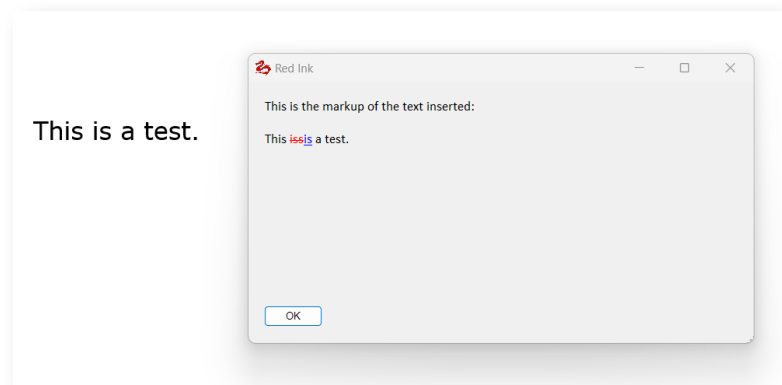 This is a test.
Red Ink
This is the markup of the text inserted:
This issis a test.
OK